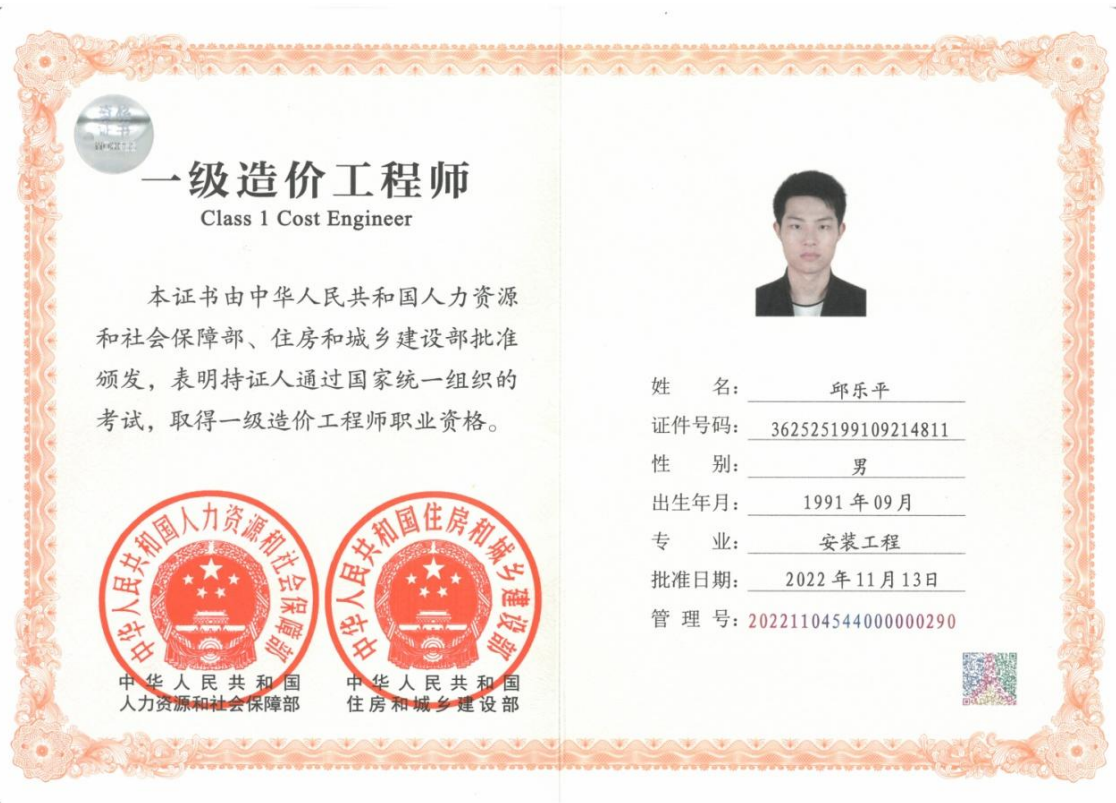 资格
证书
一级造价工程师
Class 1 Cost Engineer
本证书由中华人民共和国人力资源
和社会保障部、住房和城乡建设部批准
颁发，表明持证人通过国家统一组织的
考试，取得一级造价工程师职业资格。
中华人民共和国人力资源和社会保障部
中华人民共和国住房和城乡建设部
中华人民共和国
人力资源和社会保障部
中华人民共和国
住房和城乡建设部
姓 名：邱乐平
证件号码：362525199109214811
性 别：男
出生年月：1991年09月
专 业：安装工程
批准日期：2022年11月13日
管 理 号：20221104544000000290